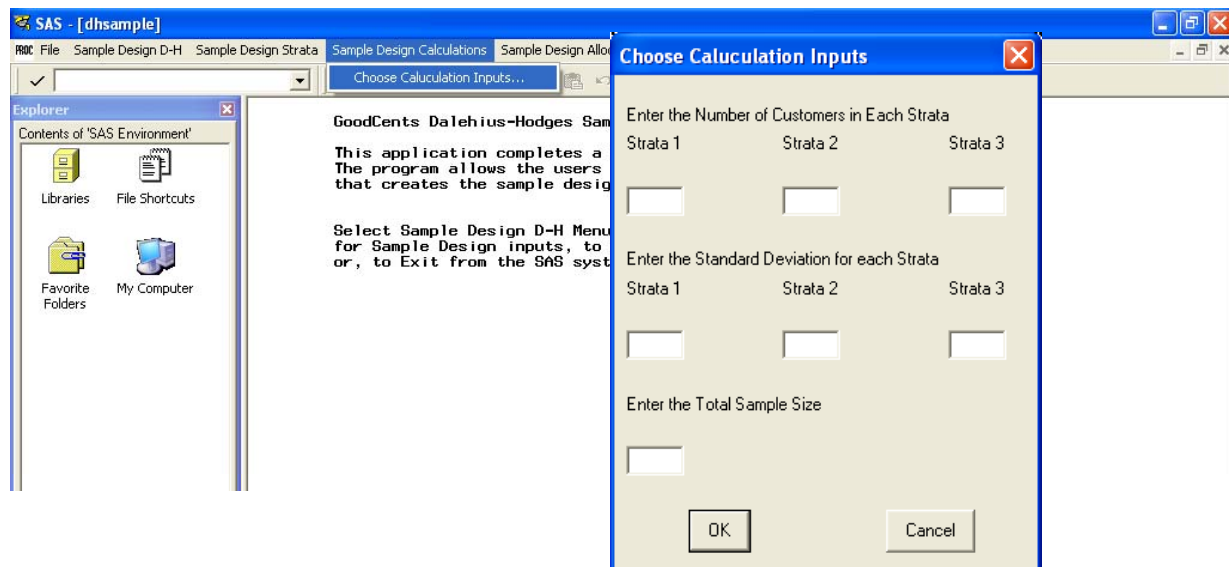 SAS - [dhsample]
File Sample Design D-H Sample Design Strata Sample Design Calculations Sample Design Alloc
Choose Caluculation Inputs...
Explorer
Contents of 'SAS Environment'
Libraries File Shortcuts
Favorite Folders My Computer
GoodCents Dalehius-Hodges Sam
This application completes a
The program allows the users
that creates the sample desig
Select Sample Design D-H Menu
for Sample Design inputs, to
or, to Exit from the SAS syst
Choose Caluculation Inputs
Enter the Number of Customers in Each Strata
Strata 1 Strata 2 Strata 3
Enter the Standard Deviation for each Strata
Strata 1 Strata 2 Strata 3
Enter the Total Sample Size
OK Cancel